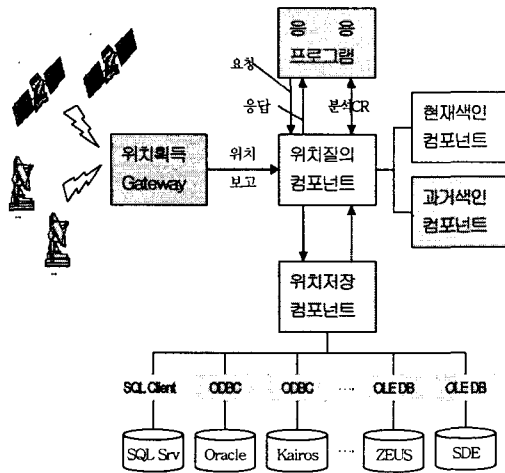 응 용
프로그램
요청
응답
분석CR
위치획득
Gateway
위치
보고
위치질의
컴포넌트
현재색인
컴포넌트
과거색인
컴포넌트
위치저장
컴포넌트
SQL Client
ODBC
ODBC
....
OLE DB
OLE DB
SQL Srv
Oracle
Kairos
....
ZEUS
SDE